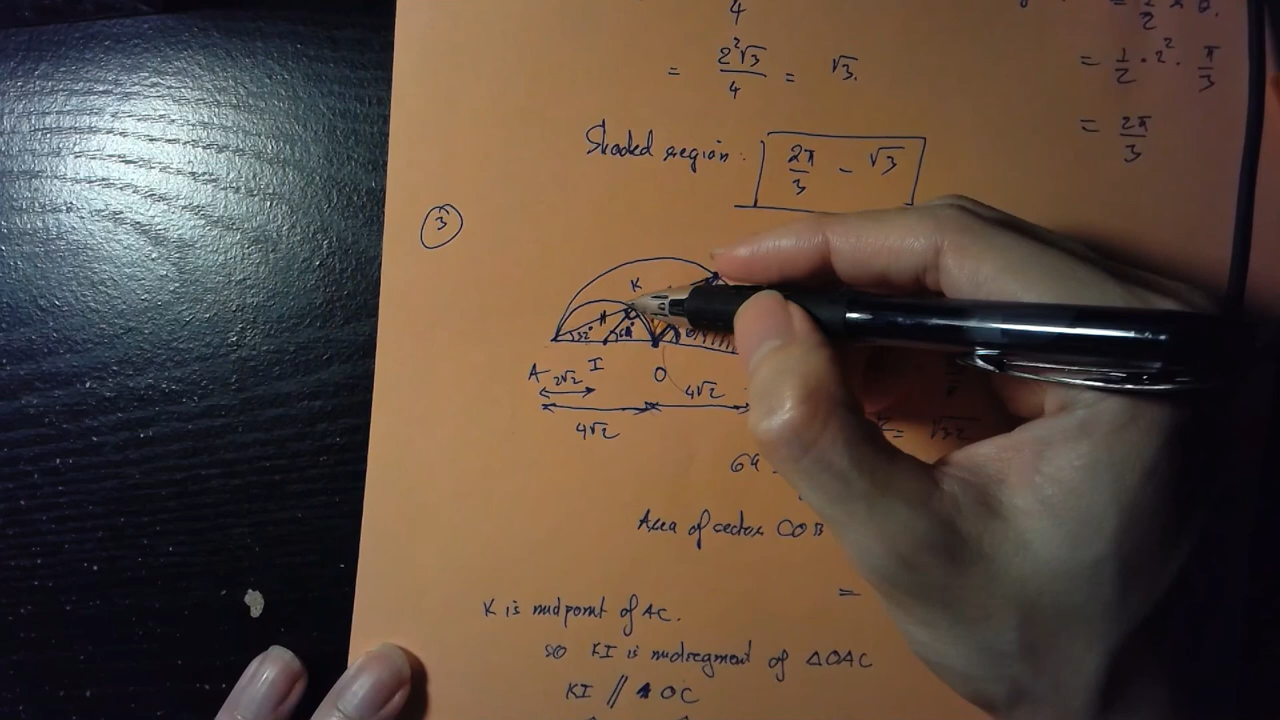 4
= 2²√3 / 4 = √3.
= 1/2 · 2² · π/3
= 2π/3
Shaded region: 2π/3 - √3
3
K
32°
A I O
2√2
4√2
4√2
64
Area of sector COB
=
K is midpoint of AC.
so KI is midsegment of △OAC
KI // OC